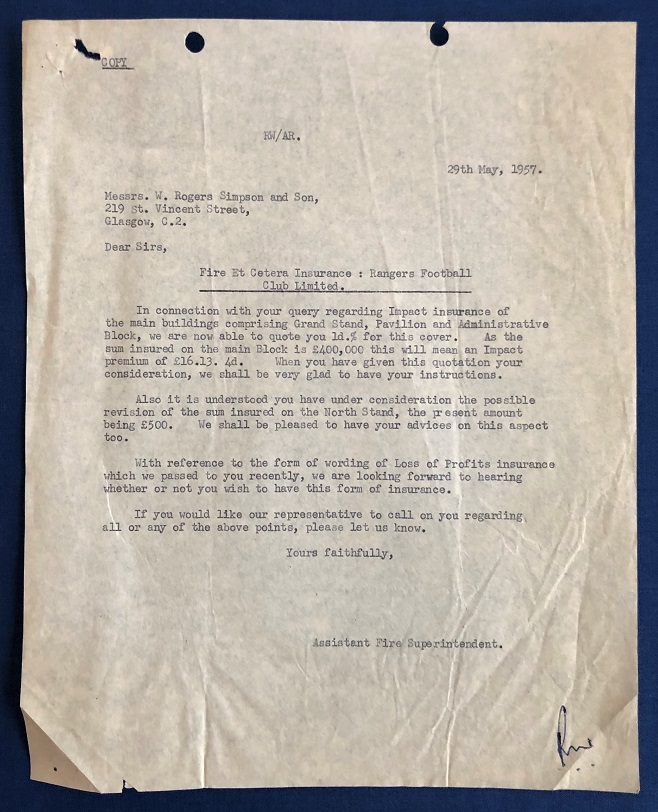 COPY
RW/AR.
29th May, 1957.
Messrs. W. Rogers Simpson and Son,
219 St. Vincent Street,
Glasgow, C.2.
Dear Sirs,
Fire Et Cetera Insurance : Rangers Football
Club Limited.
In connection with your query regarding Impact insurance of
the main buildings comprising Grand Stand, Pavilion and Administrative
Block, we are now able to quote you 1d.% for this cover. As the
sum insured on the main Block is £400,000 this will mean an Impact
premium of £16.13. 4d. When you have given this quotation your
consideration, we shall be very glad to have your instructions.
Also it is understood you have under consideration the possible
revision of the sum insured on the North Stand, the present amount
being £500. We shall be pleased to have your advices on this aspect
too.
With reference to the form of wording of Loss of Profits insurance
which we passed to you recently, we are looking forward to hearing
whether or not you wish to have this form of insurance.
If you would like our representative to call on you regarding
all or any of the above points, please let us know.
Yours faithfully,
Assistant Fire Superintendent.